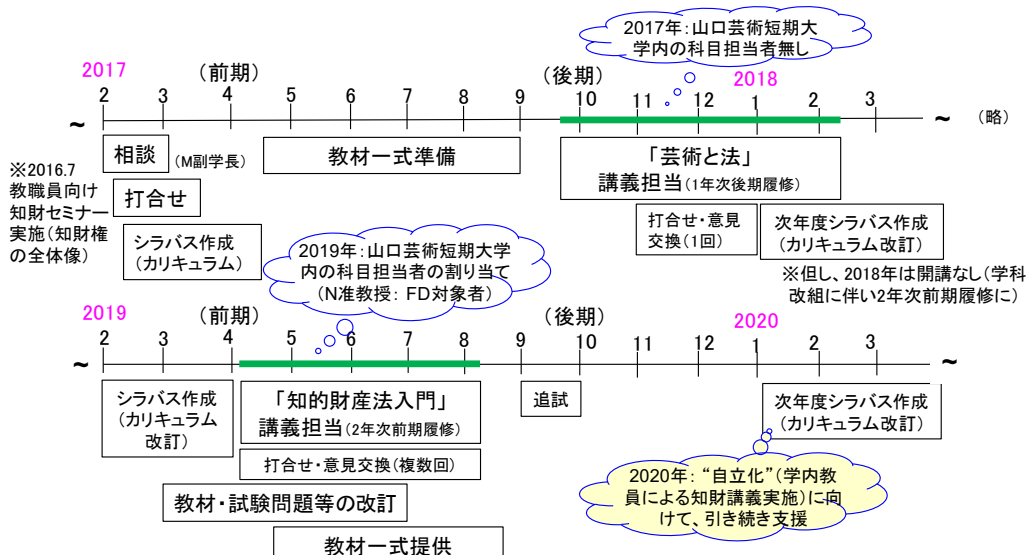 2017年：山口芸術短期大
学内の科目担当者無し
2017
（前期）
（後期）
2018
2 3 4 5 6 7 8 9 10 11 12 1 2 3
～
～
（略）
相談
（M副学長）
教材一式準備
「芸術と法」
講義担当（1年次後期履修）
※2016.7
教職員向け
知財セミナー
実施（知財権
の全体像）
打合せ
シラバス作成
（カリキュラム）
打合せ・意見
交換（1回）
次年度シラバス作成
（カリキュラム改訂）
※但し、2018年は開講なし（学科
改組に伴い2年次前期履修に）
2019年：山口芸術短期大学
内の科目担当者の割り当て
（N准教授： FD対象者）
2019
（前期）
（後期）
2020
2 3 4 5 6 7 8 9 10 11 12 1 2 3
～
～
シラバス作成
（カリキュラム
改訂）
「知的財産法入門」
講義担当（2年次前期履修）
追試
次年度シラバス作成
（カリキュラム改訂）
打合せ・意見交換（複数回）
教材・試験問題等の改訂
教材一式提供
2020年： “自立化”（学内教
員による知財講義実施）に向
けて、引き続き支援